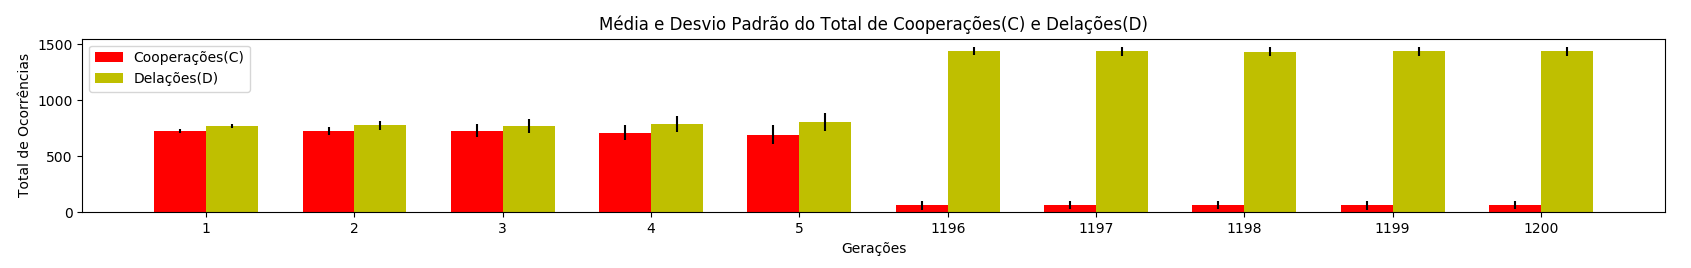 Média e Desvio Padrão do Total de Cooperações(C) e Delações(D)
Total de Ocorrências
1500
1000
500
0
Cooperações(C)
Delações(D)
1 2 3 4 5 1196 1197 1198 1199 1200
Gerações